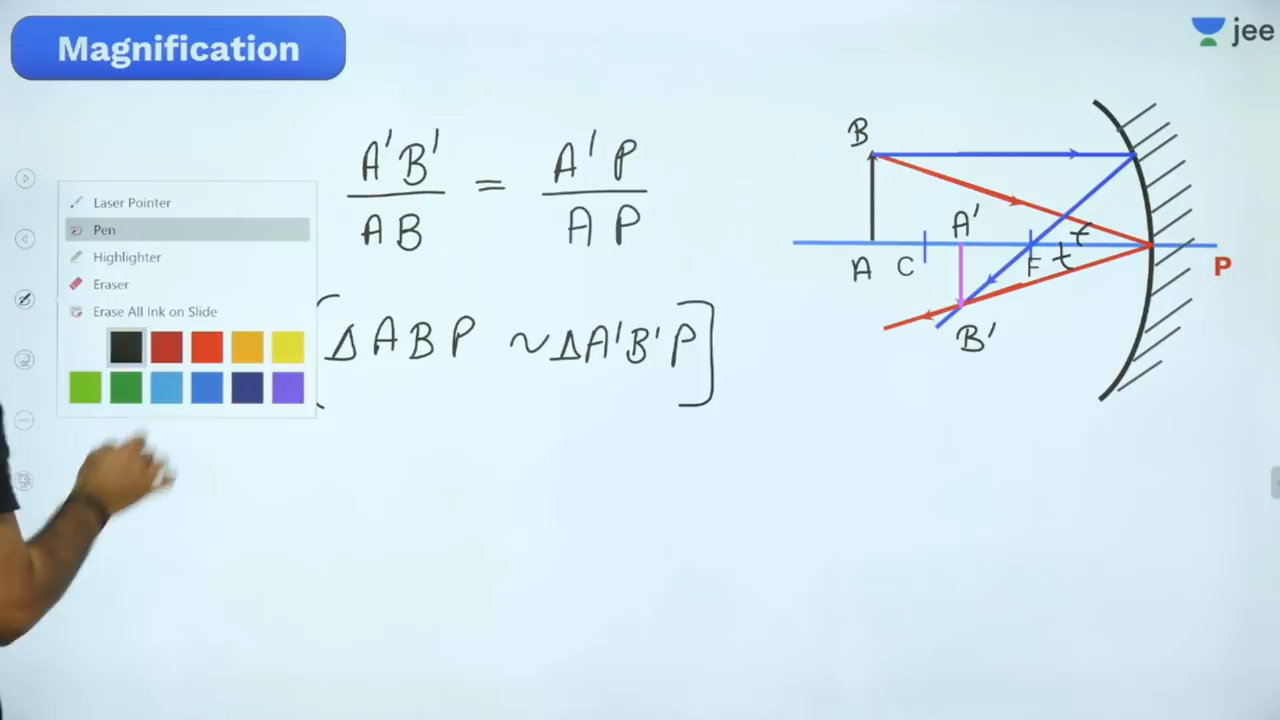 Magnification
jee
A'B' / AB = A'P / AP
[ΔABP ~ ΔA'B'P]
Laser Pointer
Pen
Highlighter
Eraser
Erase All Ink on Slide
B
A'
A
C
F
P
B'